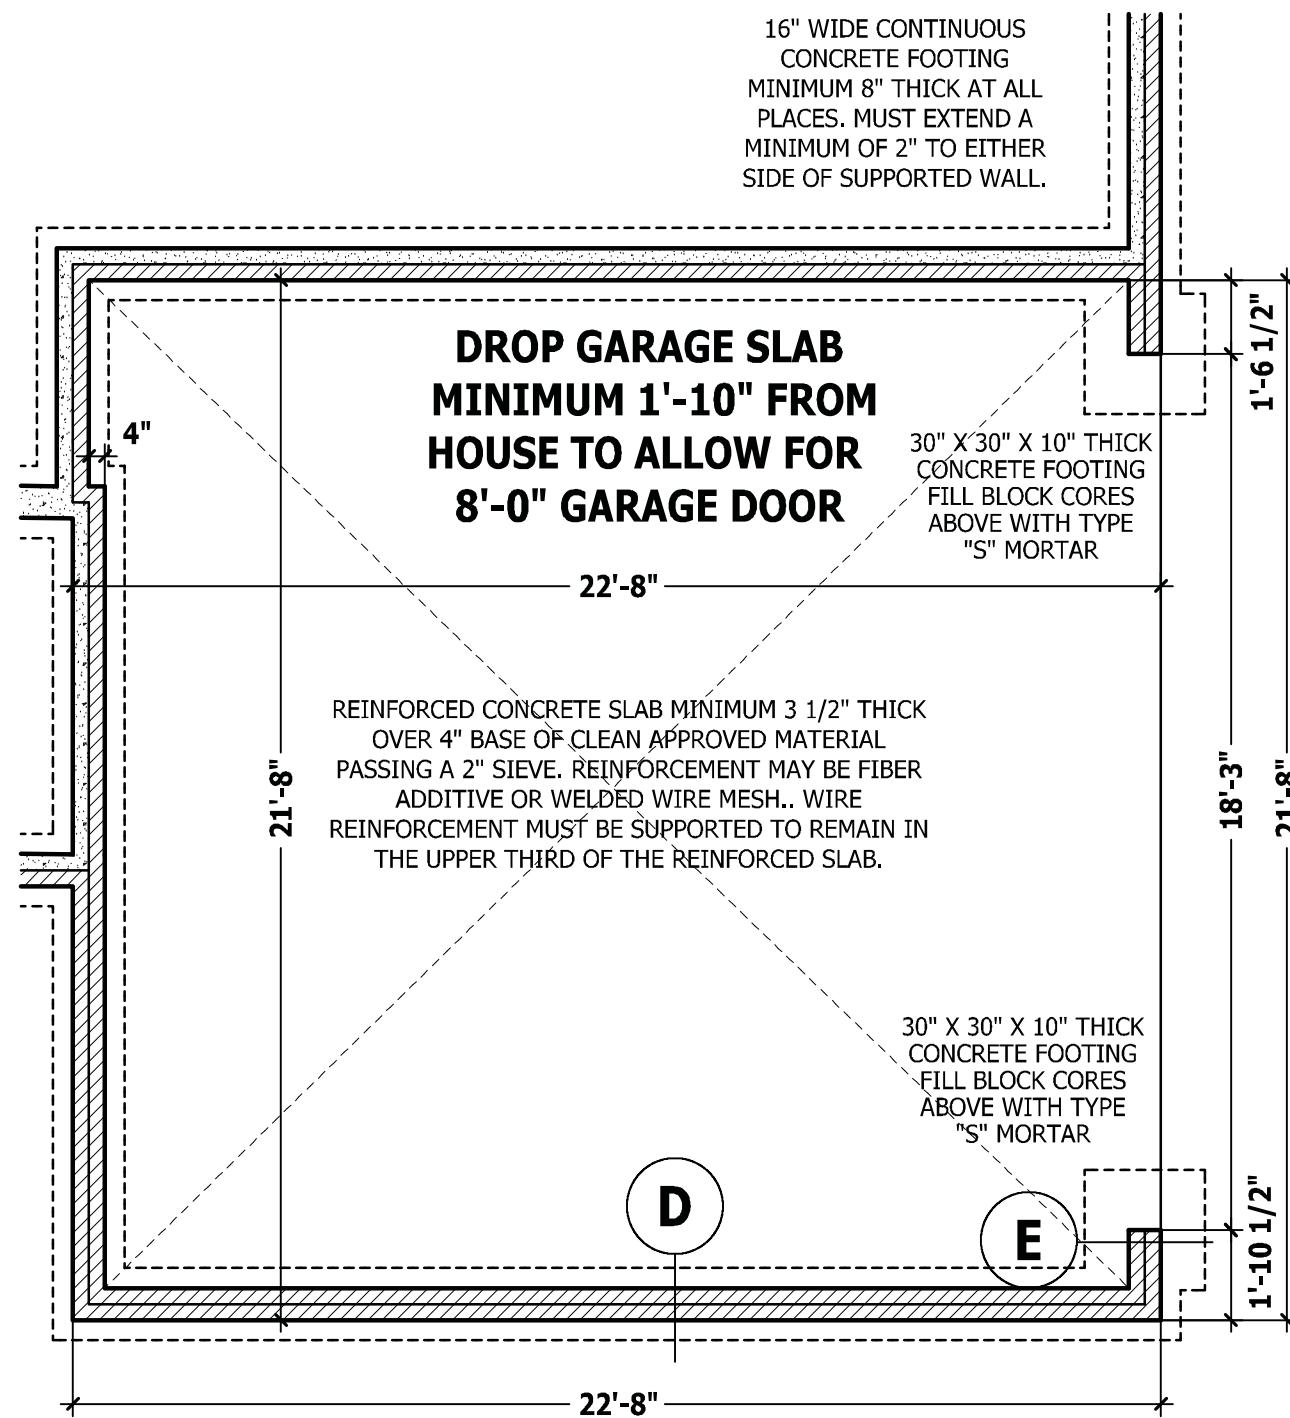 16" WIDE CONTINUOUS
CONCRETE FOOTING
MINIMUM 8" THICK AT ALL
PLACES. MUST EXTEND A
MINIMUM OF 2" TO EITHER
SIDE OF SUPPORTED WALL.
DROP GARAGE SLAB
MINIMUM 1'-10" FROM
HOUSE TO ALLOW FOR
8'-0" GARAGE DOOR
1'-6 1/2"
4"
30" X 30" X 10" THICK
CONCRETE FOOTING
FILL BLOCK CORES
ABOVE WITH TYPE
"S" MORTAR
22'-8"
REINFORCED CONCRETE SLAB MINIMUM 3 1/2" THICK
OVER 4" BASE OF CLEAN APPROVED MATERIAL
PASSING A 2" SIEVE. REINFORCEMENT MAY BE FIBER
ADDITIVE OR WELDED WIRE MESH.. WIRE
REINFORCEMENT MUST BE SUPPORTED TO REMAIN IN
THE UPPER THIRD OF THE REINFORCED SLAB.
21'-8"
18'-3"
21'-8"
30" X 30" X 10" THICK
CONCRETE FOOTING
FILL BLOCK CORES
ABOVE WITH TYPE
"S" MORTAR
D
E
1'-10 1/2"
22'-8"